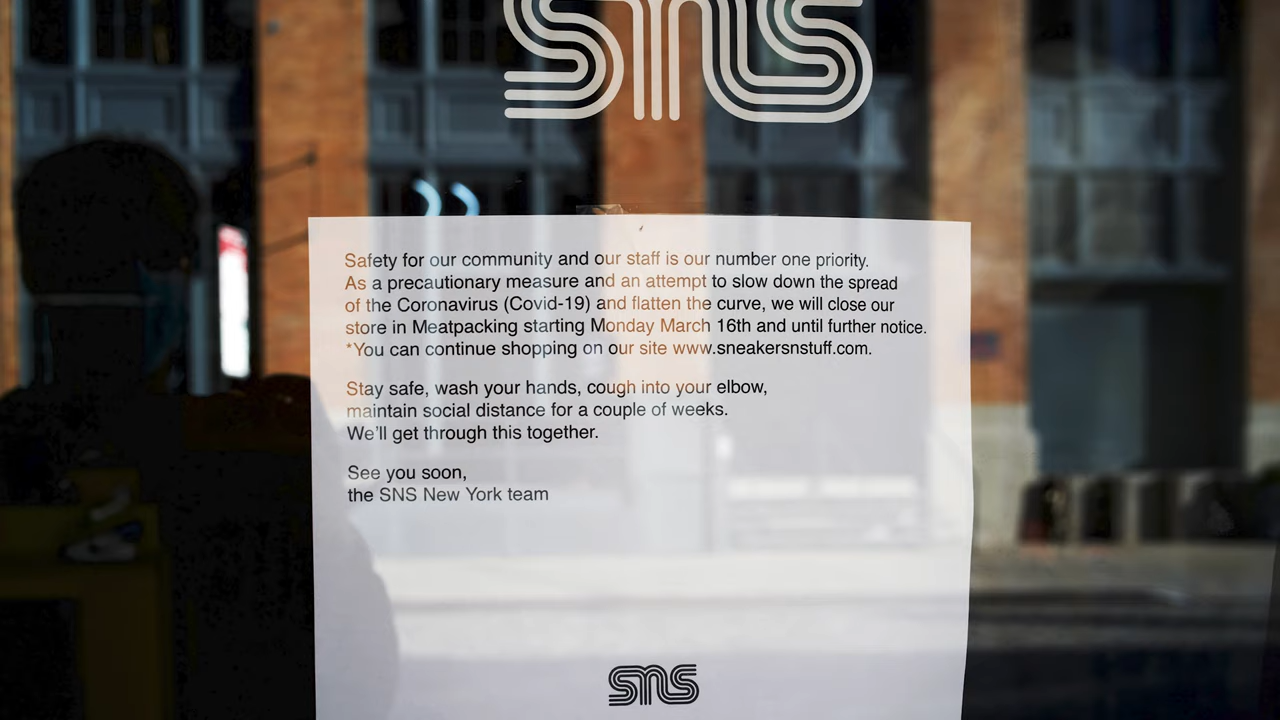 sns
Safety for our community and our staff is our number one priority.
As a precautionary measure and an attempt to slow down the spread
of the Coronavirus (Covid-19) and flatten the curve, we will close our
store in Meatpacking starting Monday March 16th and until further notice.
*You can continue shopping on our site www.sneakersnstuff.com.
Stay safe, wash your hands, cough into your elbow,
maintain social distance for a couple of weeks.
We'll get through this together.
See you soon,
the SNS New York team
sns